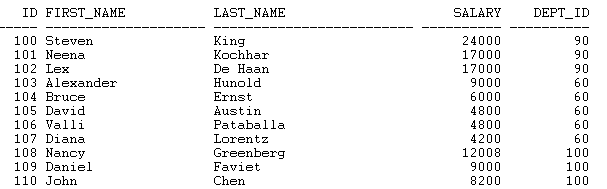 ID FIRST_NAME LAST_NAME SALARY DEPT_ID
100 Steven King 24000 90
101 Neena Kochhar 17000 90
102 Lex De Haan 17000 90
103 Alexander Hunold 9000 60
104 Bruce Ernst 6000 60
105 David Austin 4800 60
106 Valli Pataballa 4800 60
107 Diana Lorentz 4200 60
108 Nancy Greenberg 12008 100
109 Daniel Faviet 9000 100
110 John Chen 8200 100